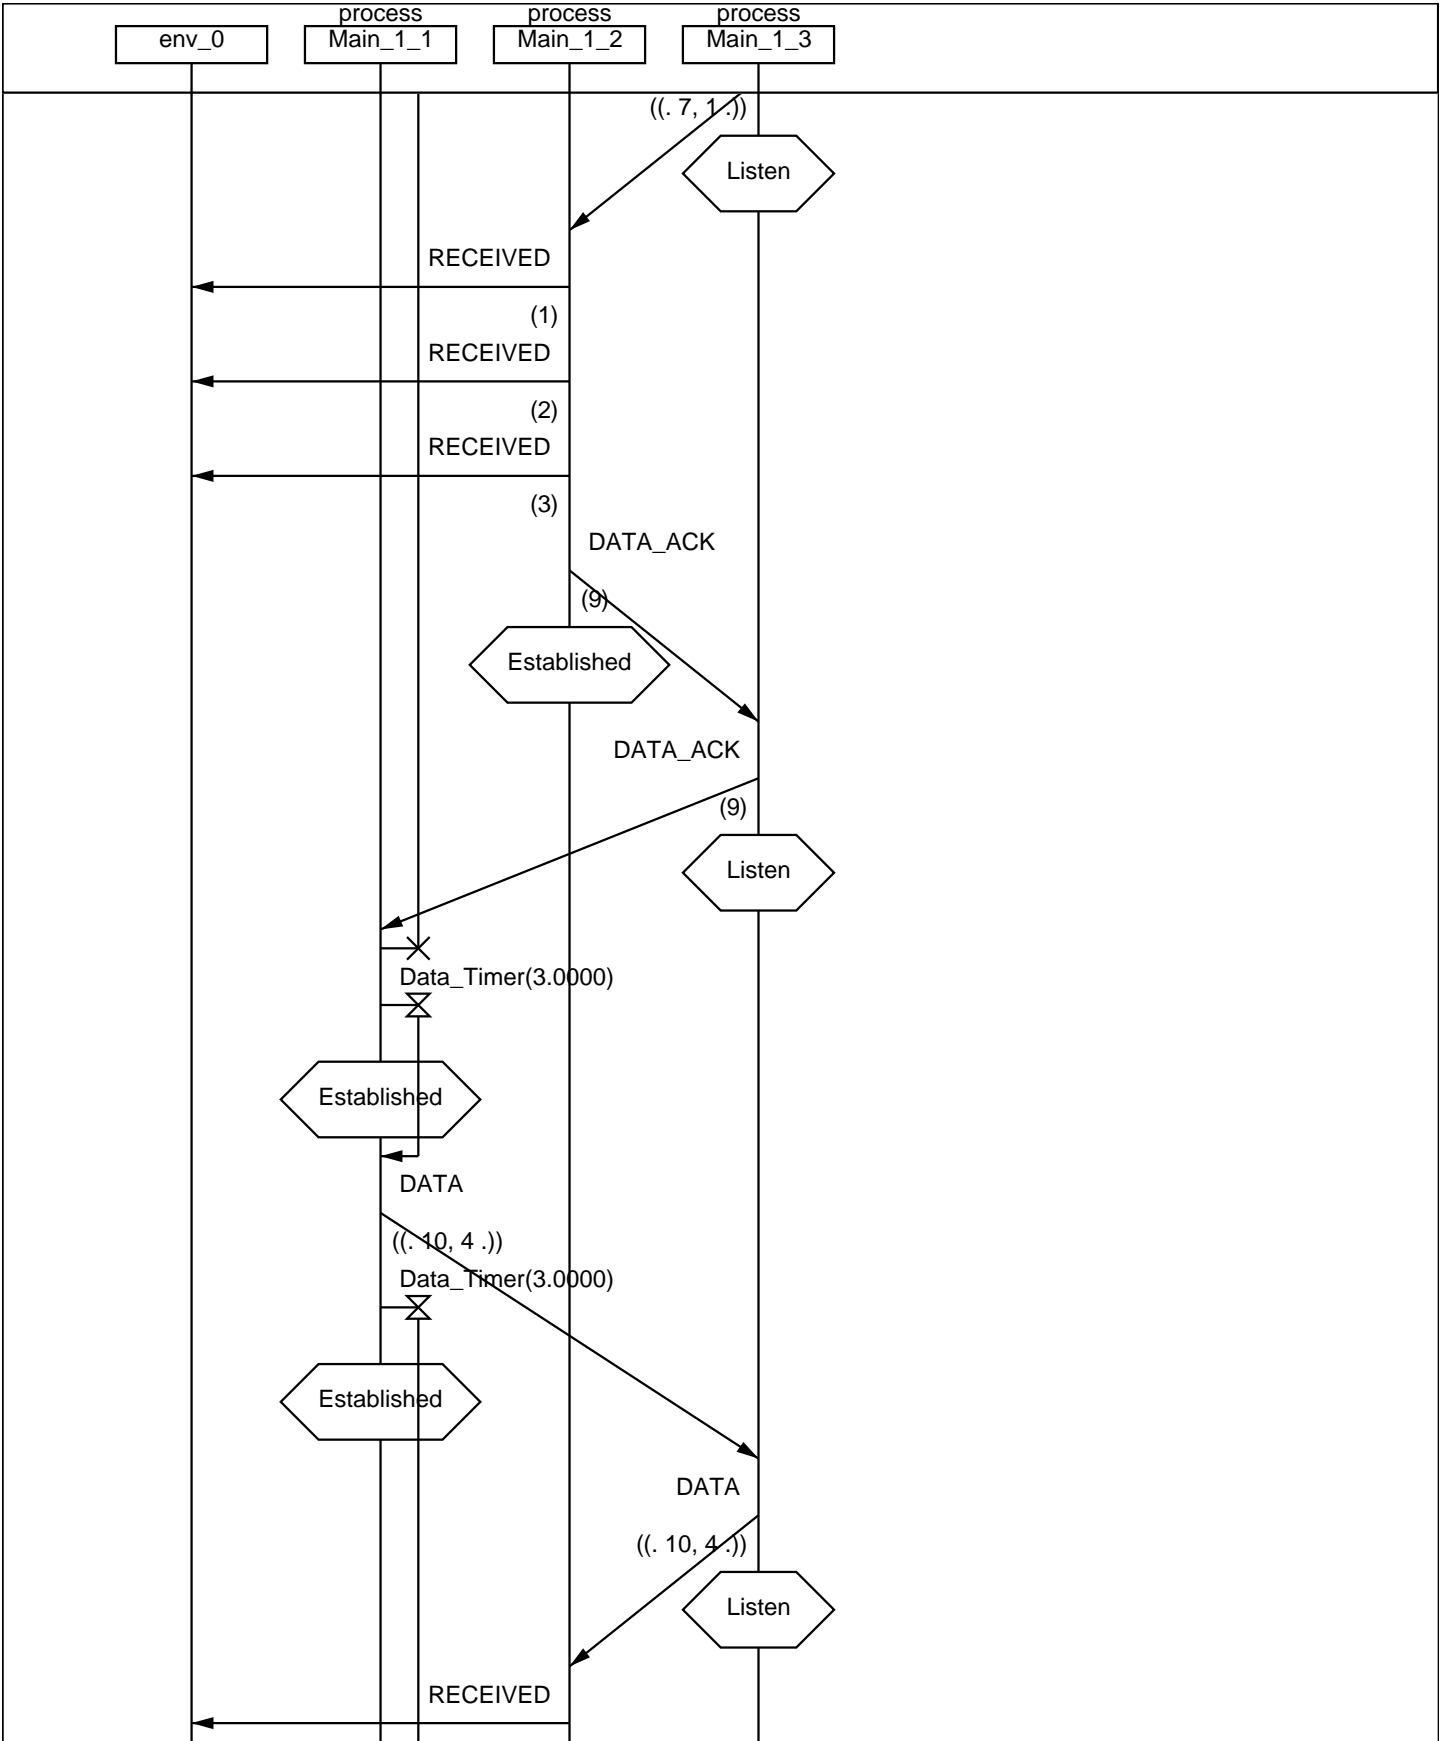 process process process
env_0 Main_1_1 Main_1_2 Main_1_3
((. 7, 1 .))
Listen
RECEIVED
(1)
RECEIVED
(2)
RECEIVED
(3)
DATA_ACK
(9)
Established
DATA_ACK
(9)
Listen
Data_Timer(3.0000)
Established
DATA
((. 10, 4 .))
Data_Timer(3.0000)
Established
DATA
((. 10, 4 .))
Listen
RECEIVED